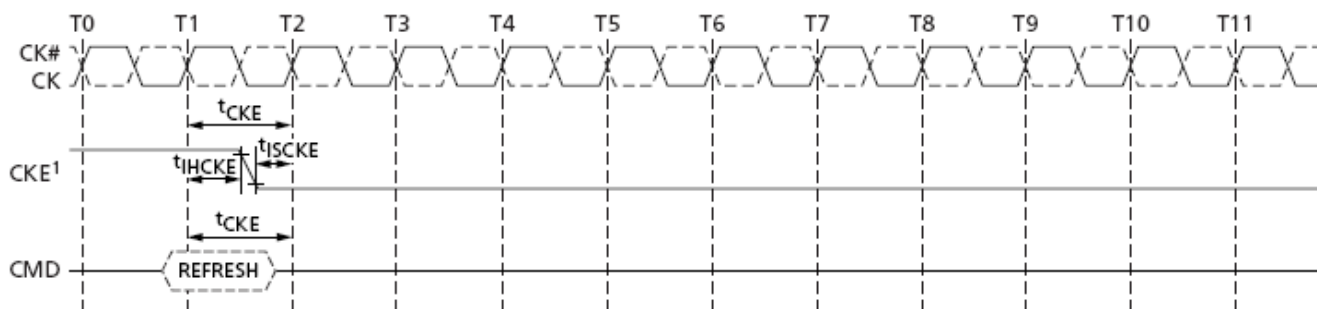 T0 T1 T2 T3 T4 T5 T6 T7 T8 T9 T10 T11
CK#
CK
tCKE
tISCKE
CKE1
tIHCKE
tCKE
CMD
REFRESH